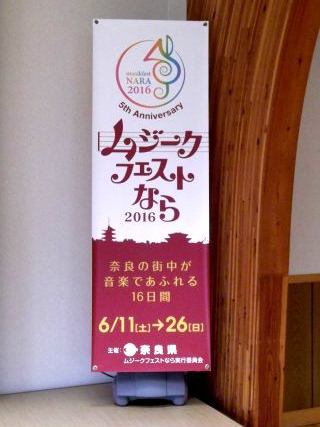 musikfest
NARA
2016
5th Anniversary
ムジーク
フェスト
なら
2016
奈良の街中が
音楽であふれる
16日間
6/11[土]→26[日]
主催: 奈良県
ムジークフェストなら実行委員会